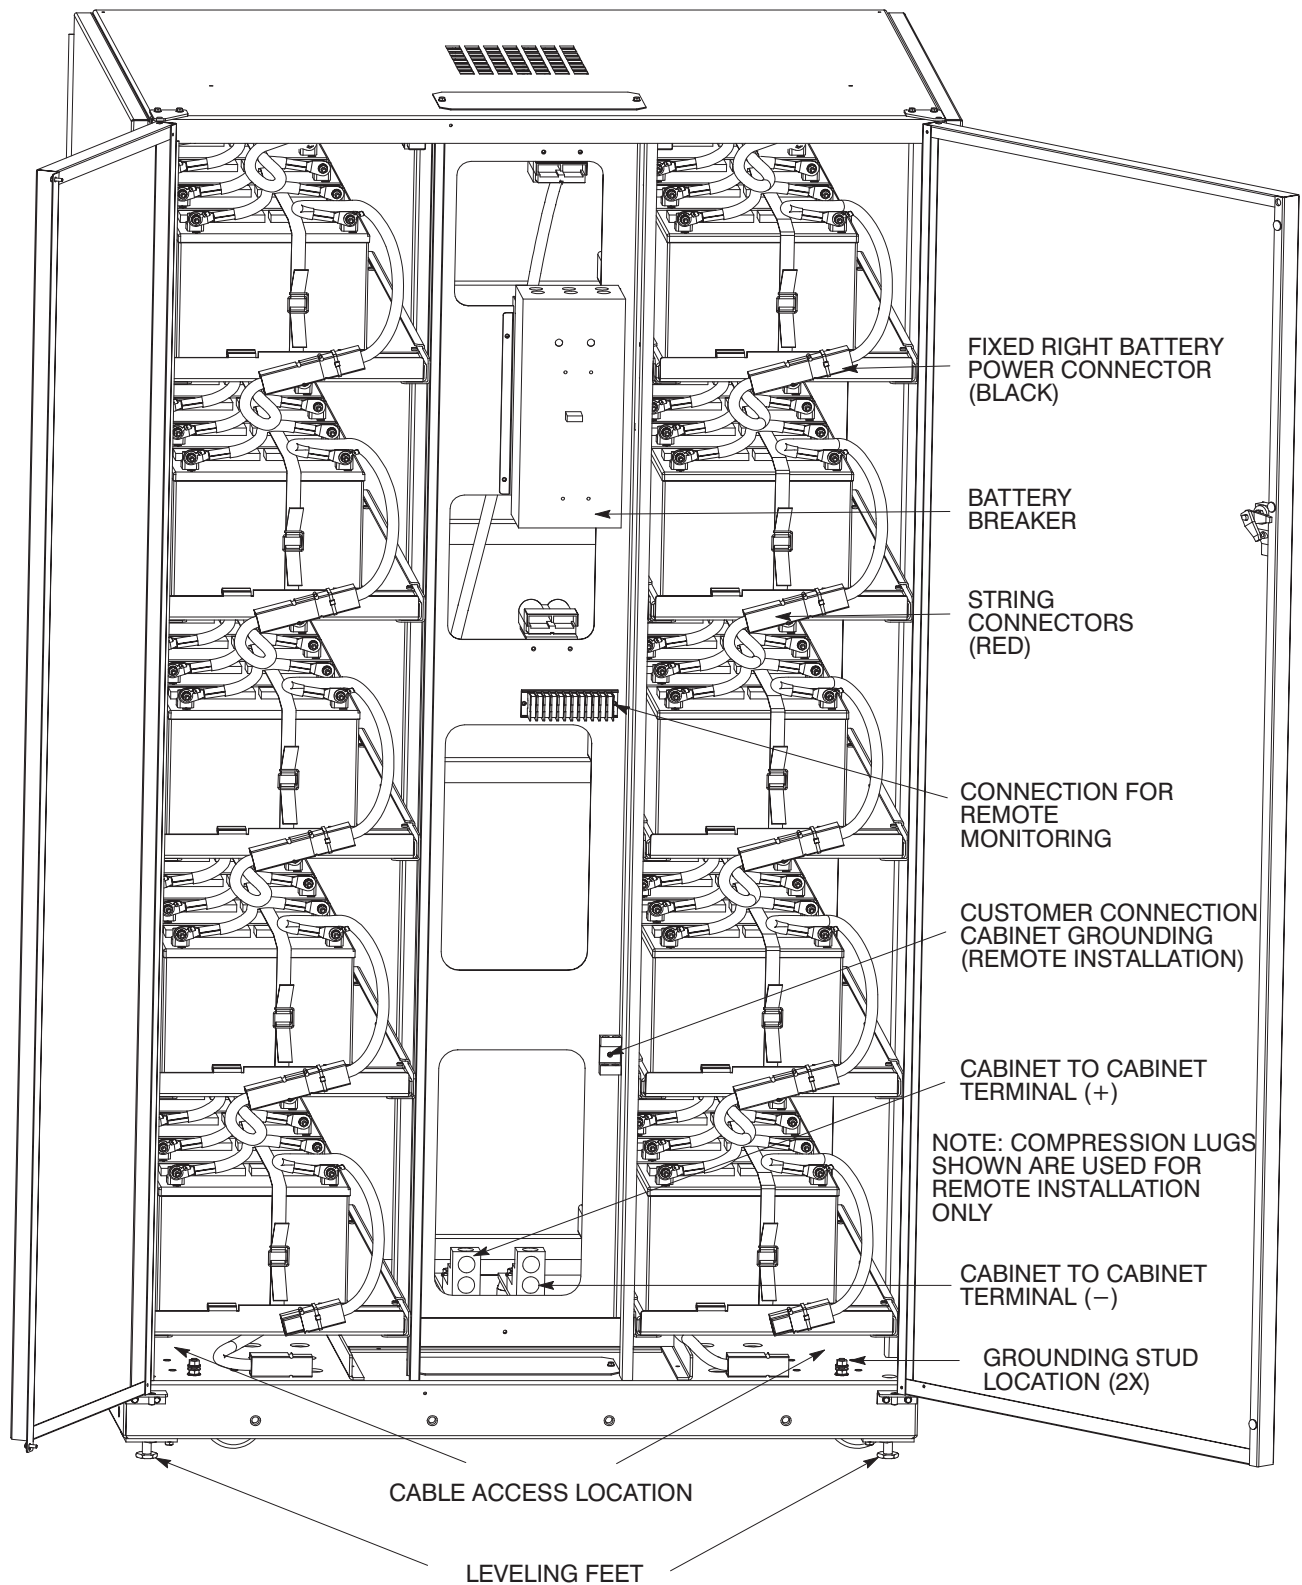 FIXED RIGHT BATTERY
POWER CONNECTOR
(BLACK)
BATTERY
BREAKER
STRING
CONNECTORS
(RED)
CONNECTION FOR
REMOTE
MONITORING
CUSTOMER CONNECTION
CABINET GROUNDING
(REMOTE INSTALLATION)
CABINET TO CABINET
TERMINAL (+)
NOTE: COMPRESSION LUGS
SHOWN ARE USED FOR
REMOTE INSTALLATION
ONLY
CABINET TO CABINET
TERMINAL (−)
GROUNDING STUD
LOCATION (2X)
CABLE ACCESS LOCATION
LEVELING FEET